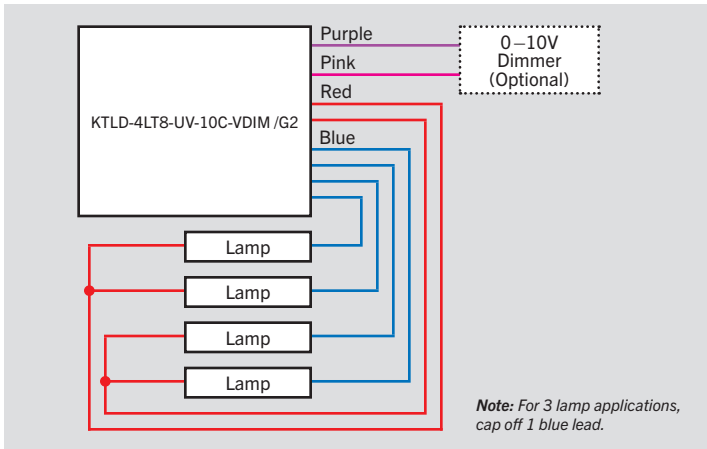 Purple
0–10V
Dimmer
(Optional)
Pink
Red
KTLD-4LT8-UV-10C-VDIM /G2
Blue
Lamp
Lamp
Lamp
Lamp
Note: For 3 lamp applications,
cap off 1 blue lead.